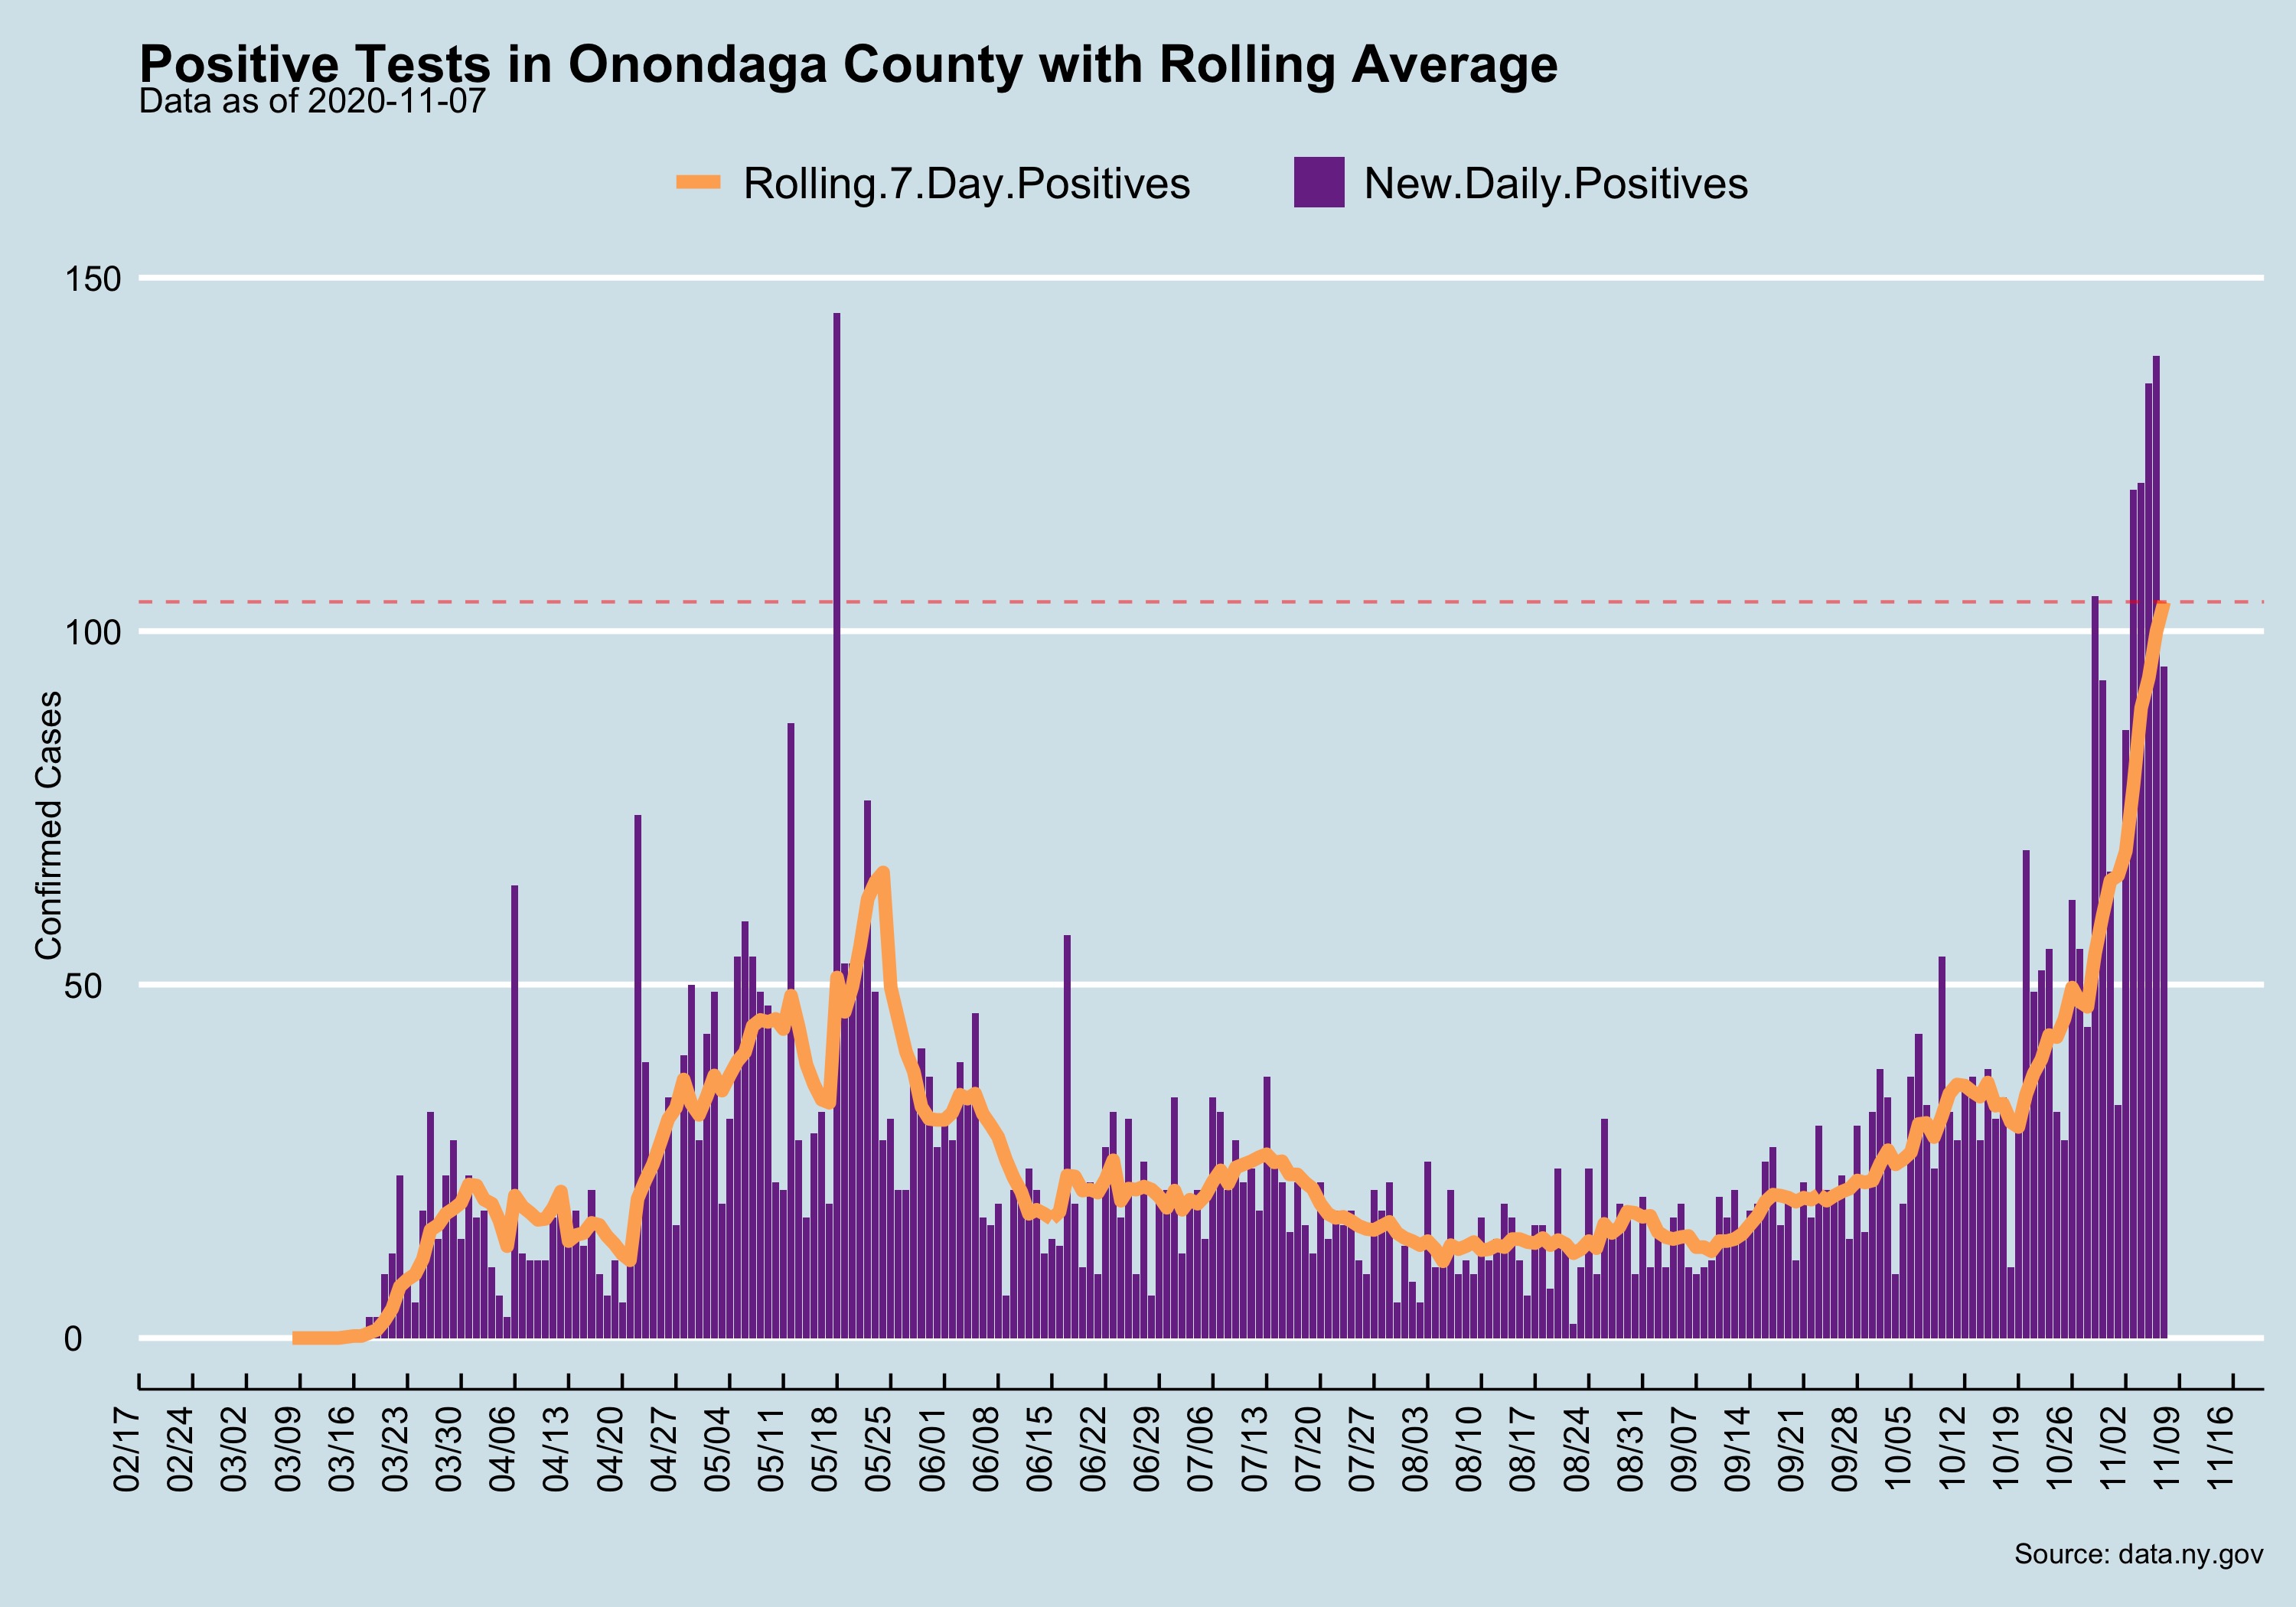 Positive Tests in Onondaga County with Rolling Average
Data as of 2020-11-07
Rolling.7.Day.Positives New.Daily.Positives
150
100
50
0
Confirmed Cases
02/17 02/24 03/02 03/09 03/16 03/23 03/30 04/06 04/13 04/20 04/27 05/04 05/11 05/18 05/25 06/01 06/08 06/15 06/22 06/29 07/06 07/13 07/20 07/27 08/03 08/10 08/17 08/24 08/31 09/07 09/14 09/21 09/28 10/05 10/12 10/19 10/26 11/02 11/09 11/16
Source: data.ny.gov